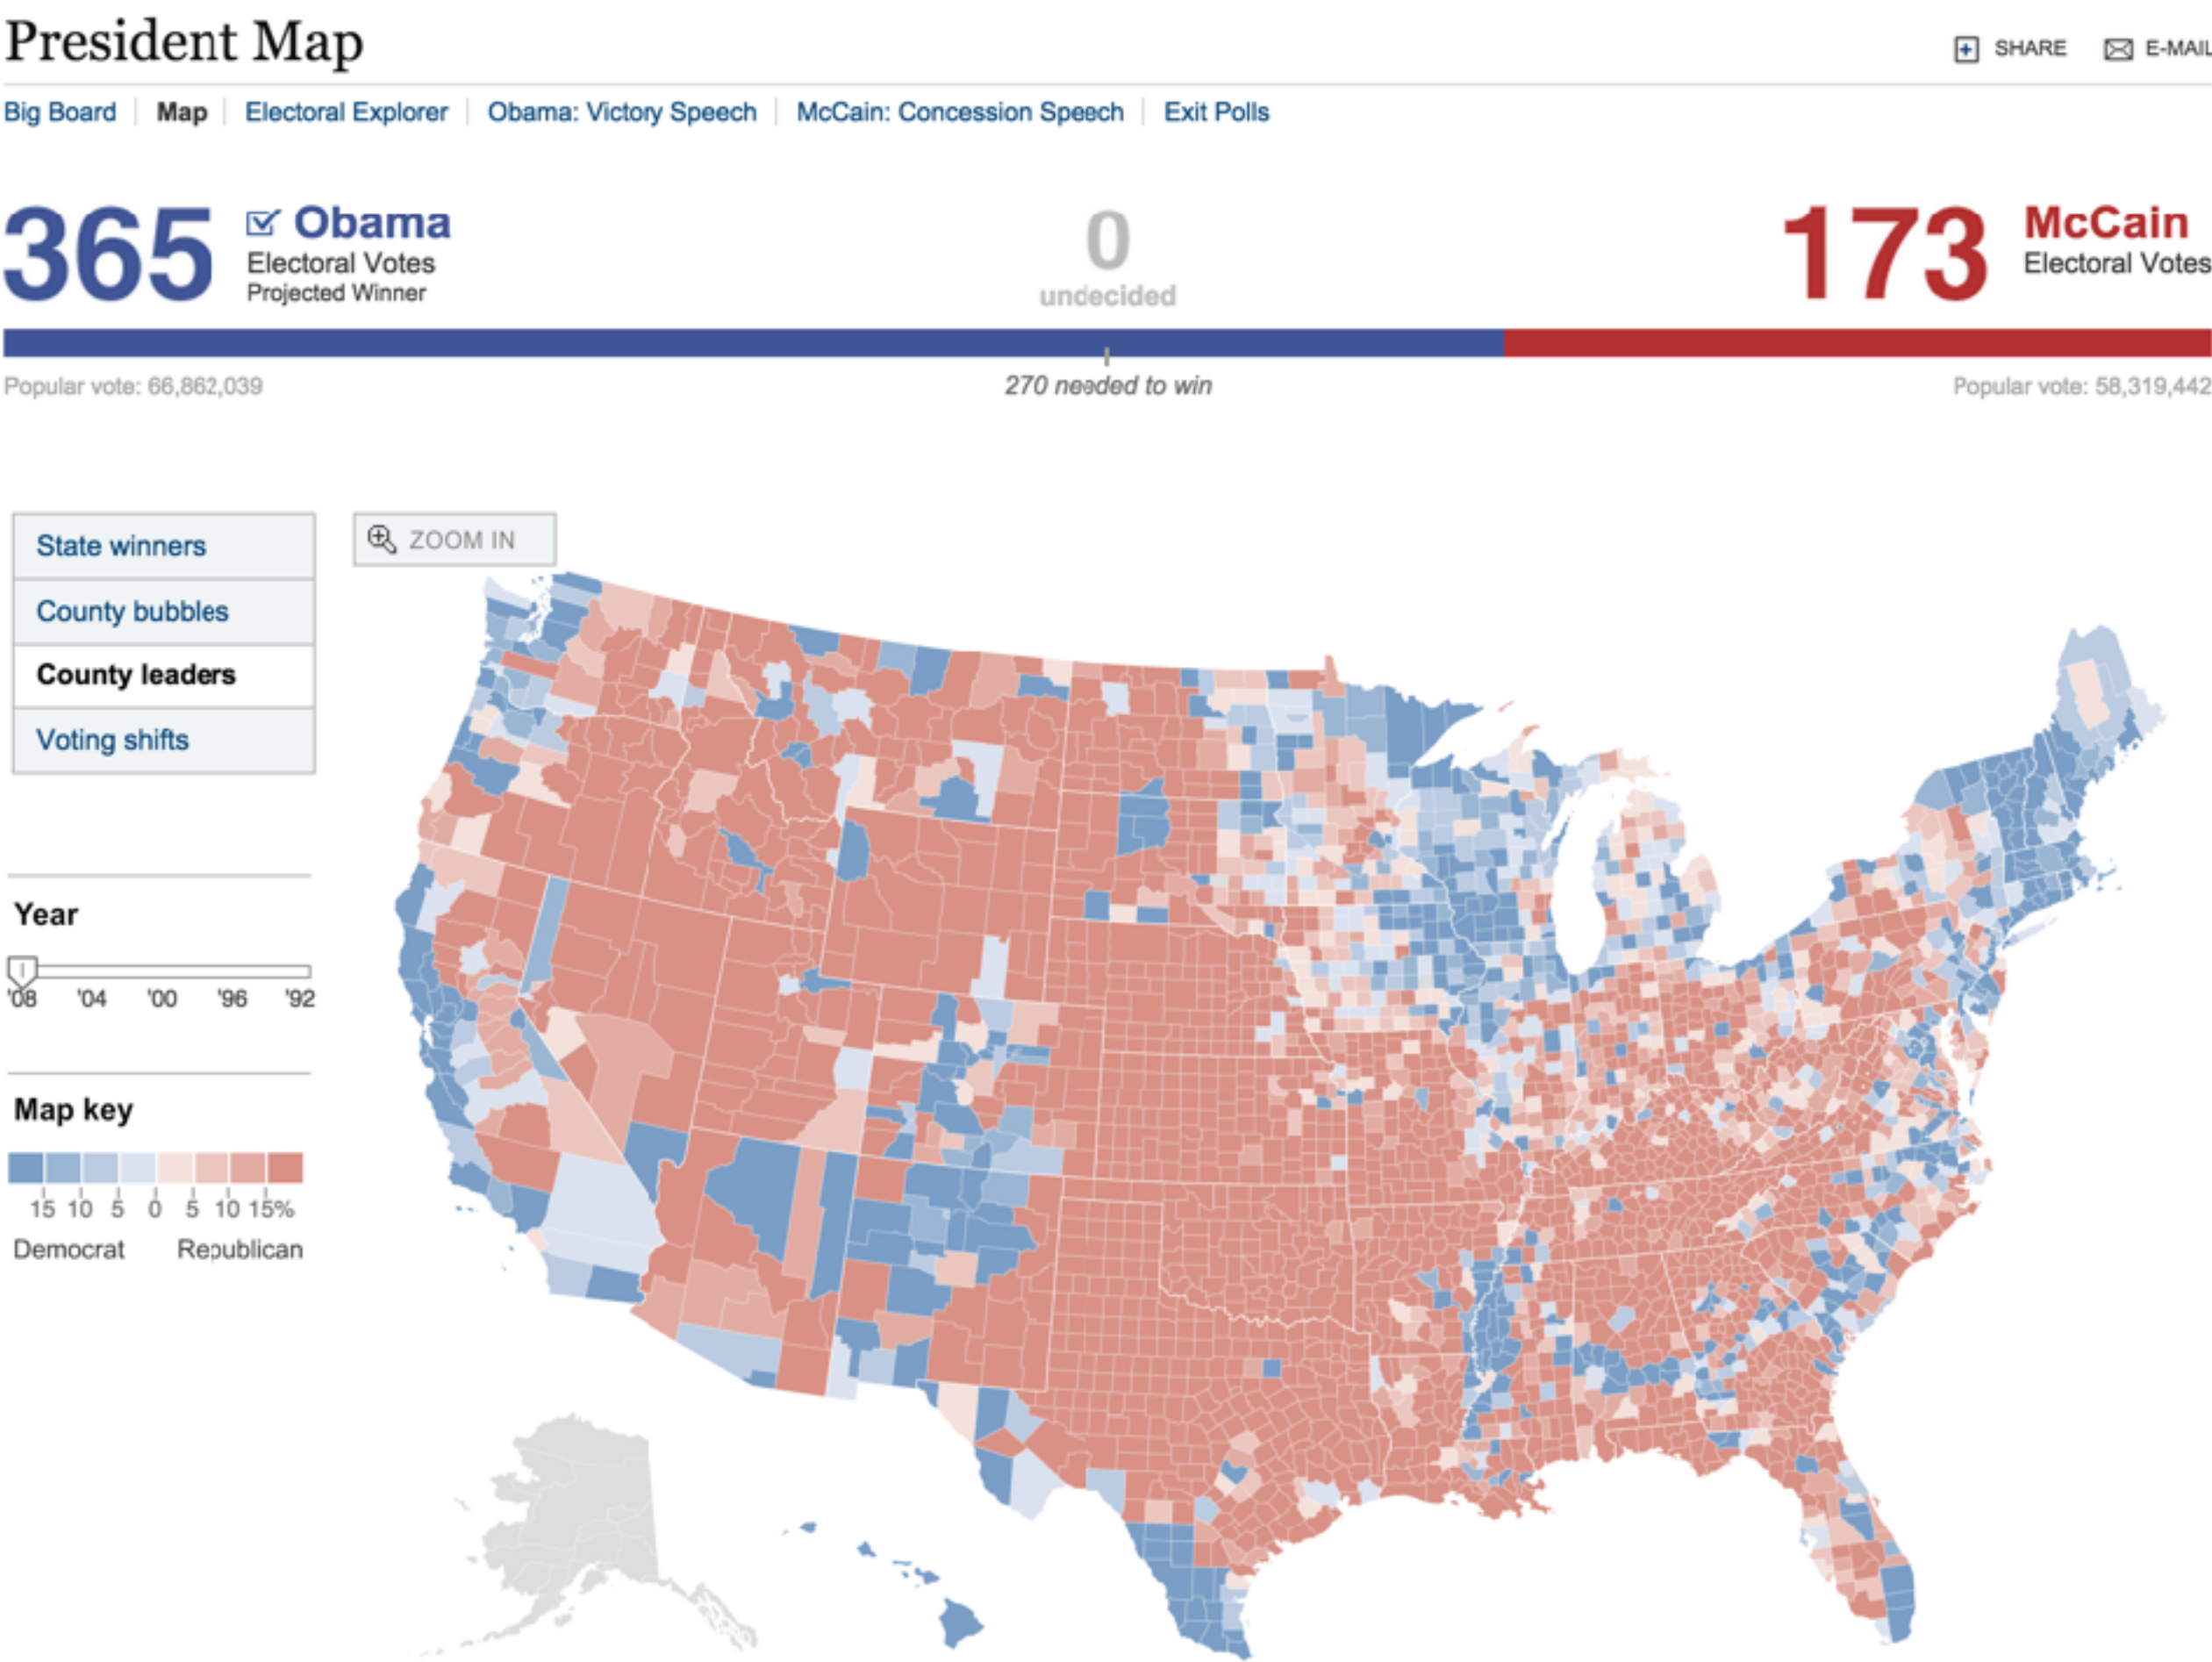 President Map
SHARE E-MAIL
Big Board Map Electoral Explorer Obama: Victory Speech McCain: Concession Speech Exit Polls
365 Obama
Electoral Votes
Projected Winner
0
undecided
173 McCain
Electoral Votes
Popular vote: 66,862,039
270 needed to win
Popular vote: 58,319,442
State winners
County bubbles
County leaders
Voting shifts
ZOOM IN
Year
'08 '04 '00 '96 '92
Map key
15 10 5 0 5 10 15%
Democrat Republican